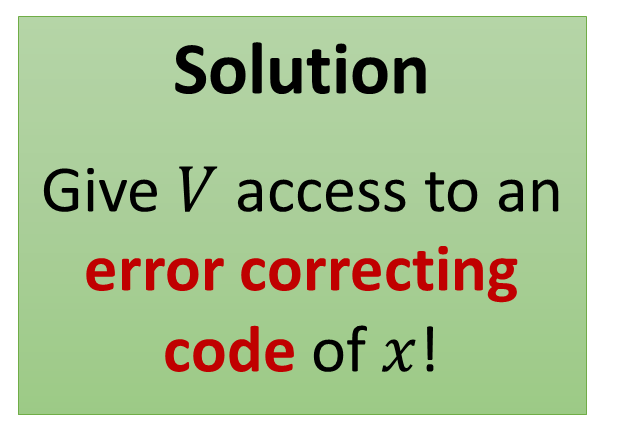 Solution
Give V access to an
error correcting
code of x!